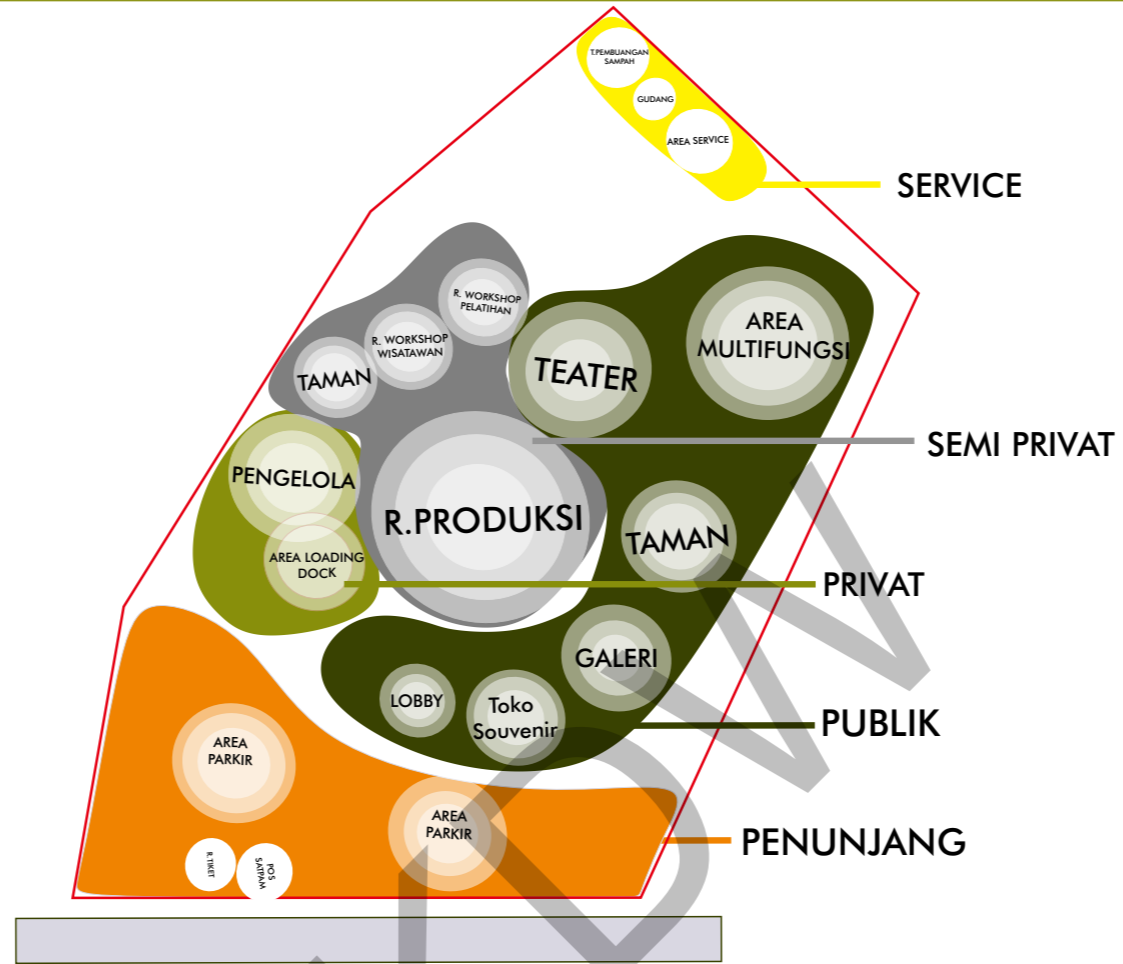 T.PEMBUANGAN
SAMPAH
GUDANG
AREA SERVICE
SERVICE
R. WORKSHOP
PELATIHAN
R. WORKSHOP
WISATAWAN
TAMAN
TEATER
AREA
MULTIFUNGSI
SEMI PRIVAT
PENGELOLA
R.PRODUKSI
TAMAN
AREA LOADING
DOCK
PRIVAT
GALERI
LOBBY
Toko
Souvenir
PUBLIK
AREA
PARKIR
AREA
PARKIR
PENUNJANG
R.TIKET
POS
SATPAM